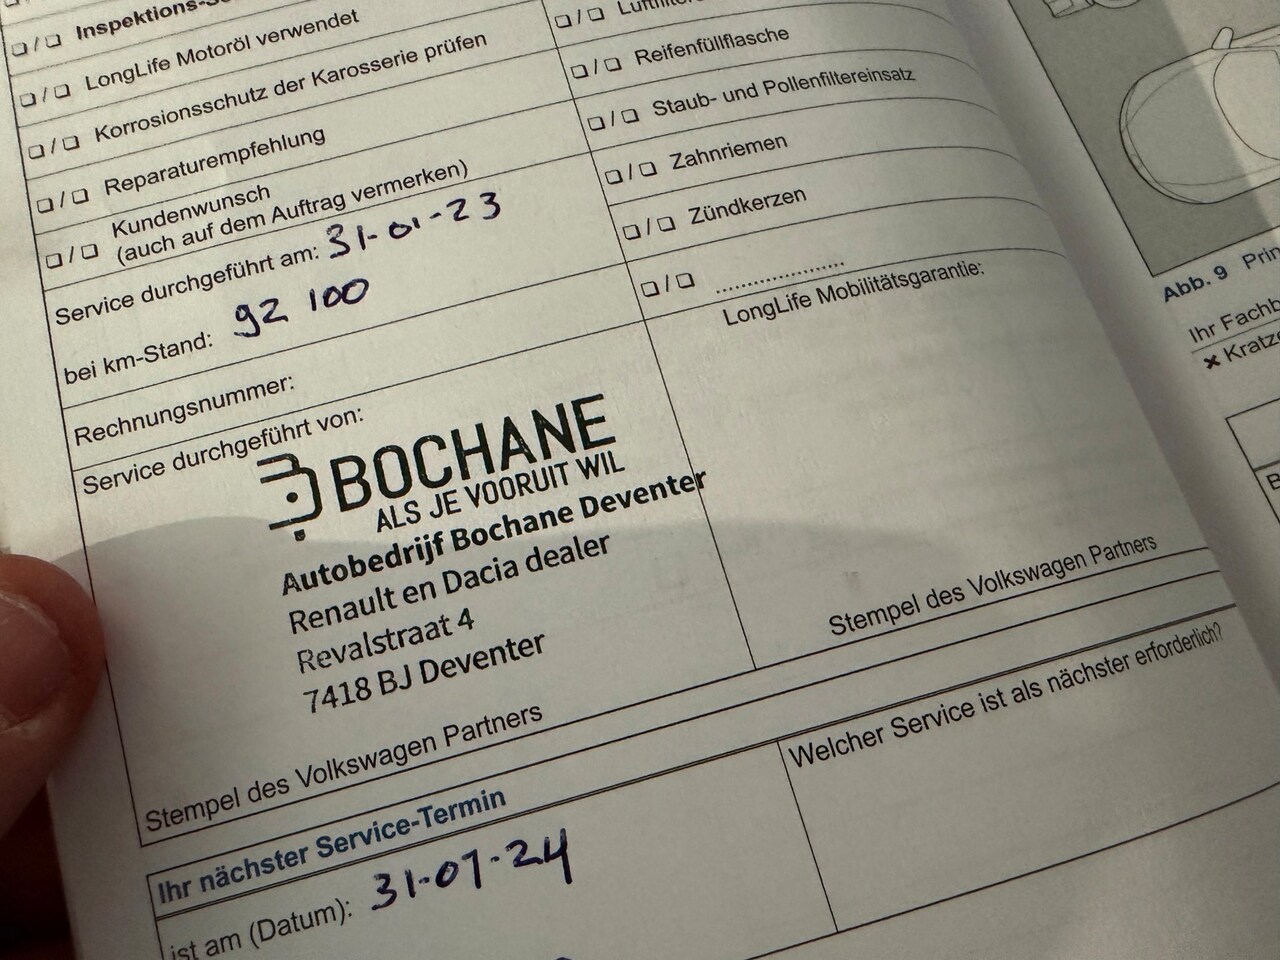 ❏ / ❏ Inspektions-
❏ / ❏ LongLife Motoröl verwendet
❏ / ❏ Korrosionsschutz der Karosserie prüfen
❏ / ❏ Reparaturempfehlung
❏ / ❏ Kundenwunsch
(auch auf dem Auftrag vermerken)
Service durchgeführt am: 31-01-23
bei km-Stand: 92 100
Rechnungsnummer:
Service durchgeführt von:
BOCHANE
ALS JE VOORUIT WIL
Autobedrijf Bochane Deventer
Renault en Dacia dealer
Revalstraat 4
7418 BJ Deventer
Stempel des Volkswagen Partners
❏ / ❏ Luftfilter
❏ / ❏ Reifenfüllflasche
❏ / ❏ Staub- und Pollenfiltereinsatz
❏ / ❏ Zahnriemen
❏ / ❏ Zündkerzen
❏ / ❏ ....................
LongLife Mobilitätsgarantie:
Stempel des Volkswagen Partners
Ihr nächster Service-Termin
ist am (Datum): 31-01-24
Welcher Service ist als nächster erforderlich?
Abb. 9 Prin
Ihr Fachb
✖ Kratze
B